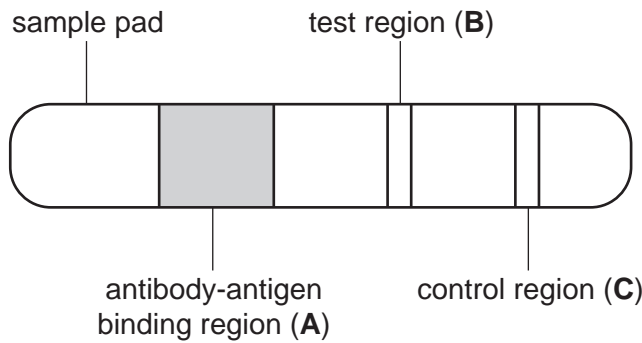 sample pad
test region (B)
antibody-antigen
binding region (A)
control region (C)